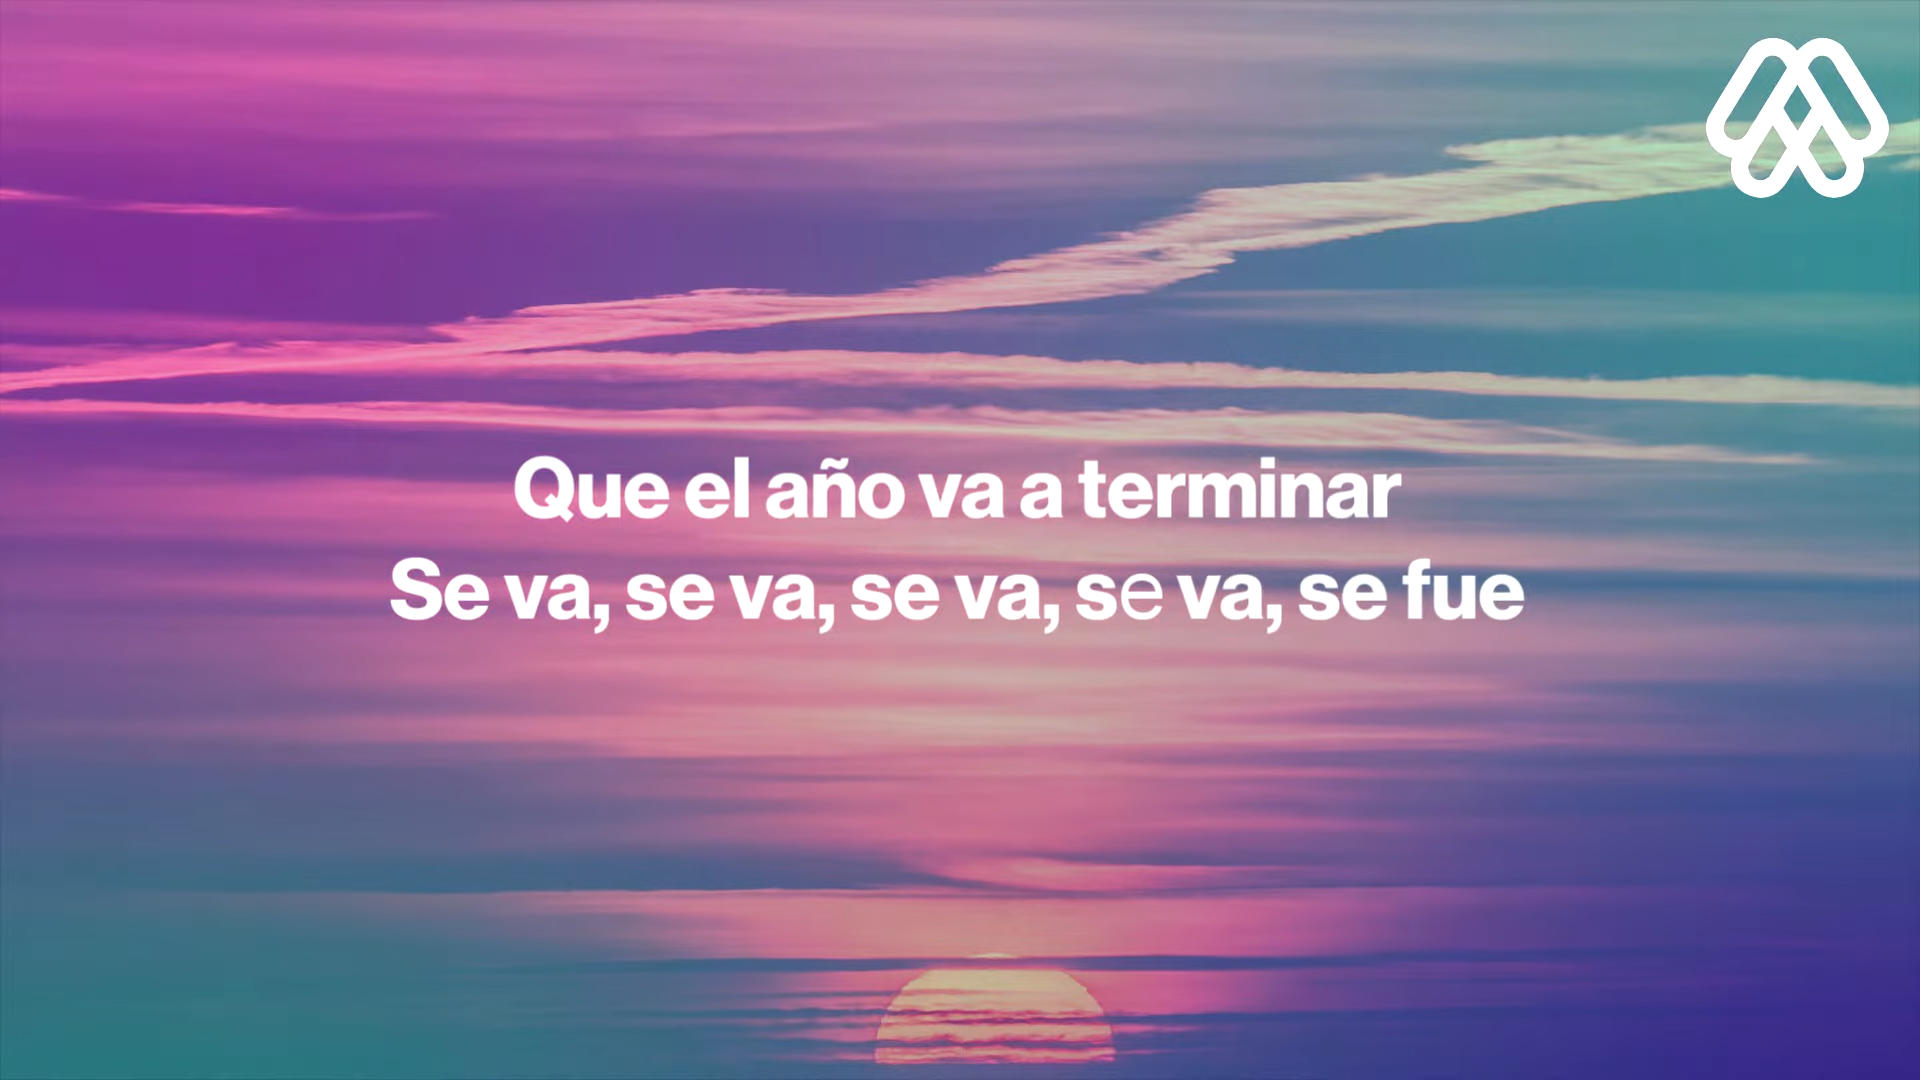 Que el año va a terminar
Se va, se va, se va, se va, se fue